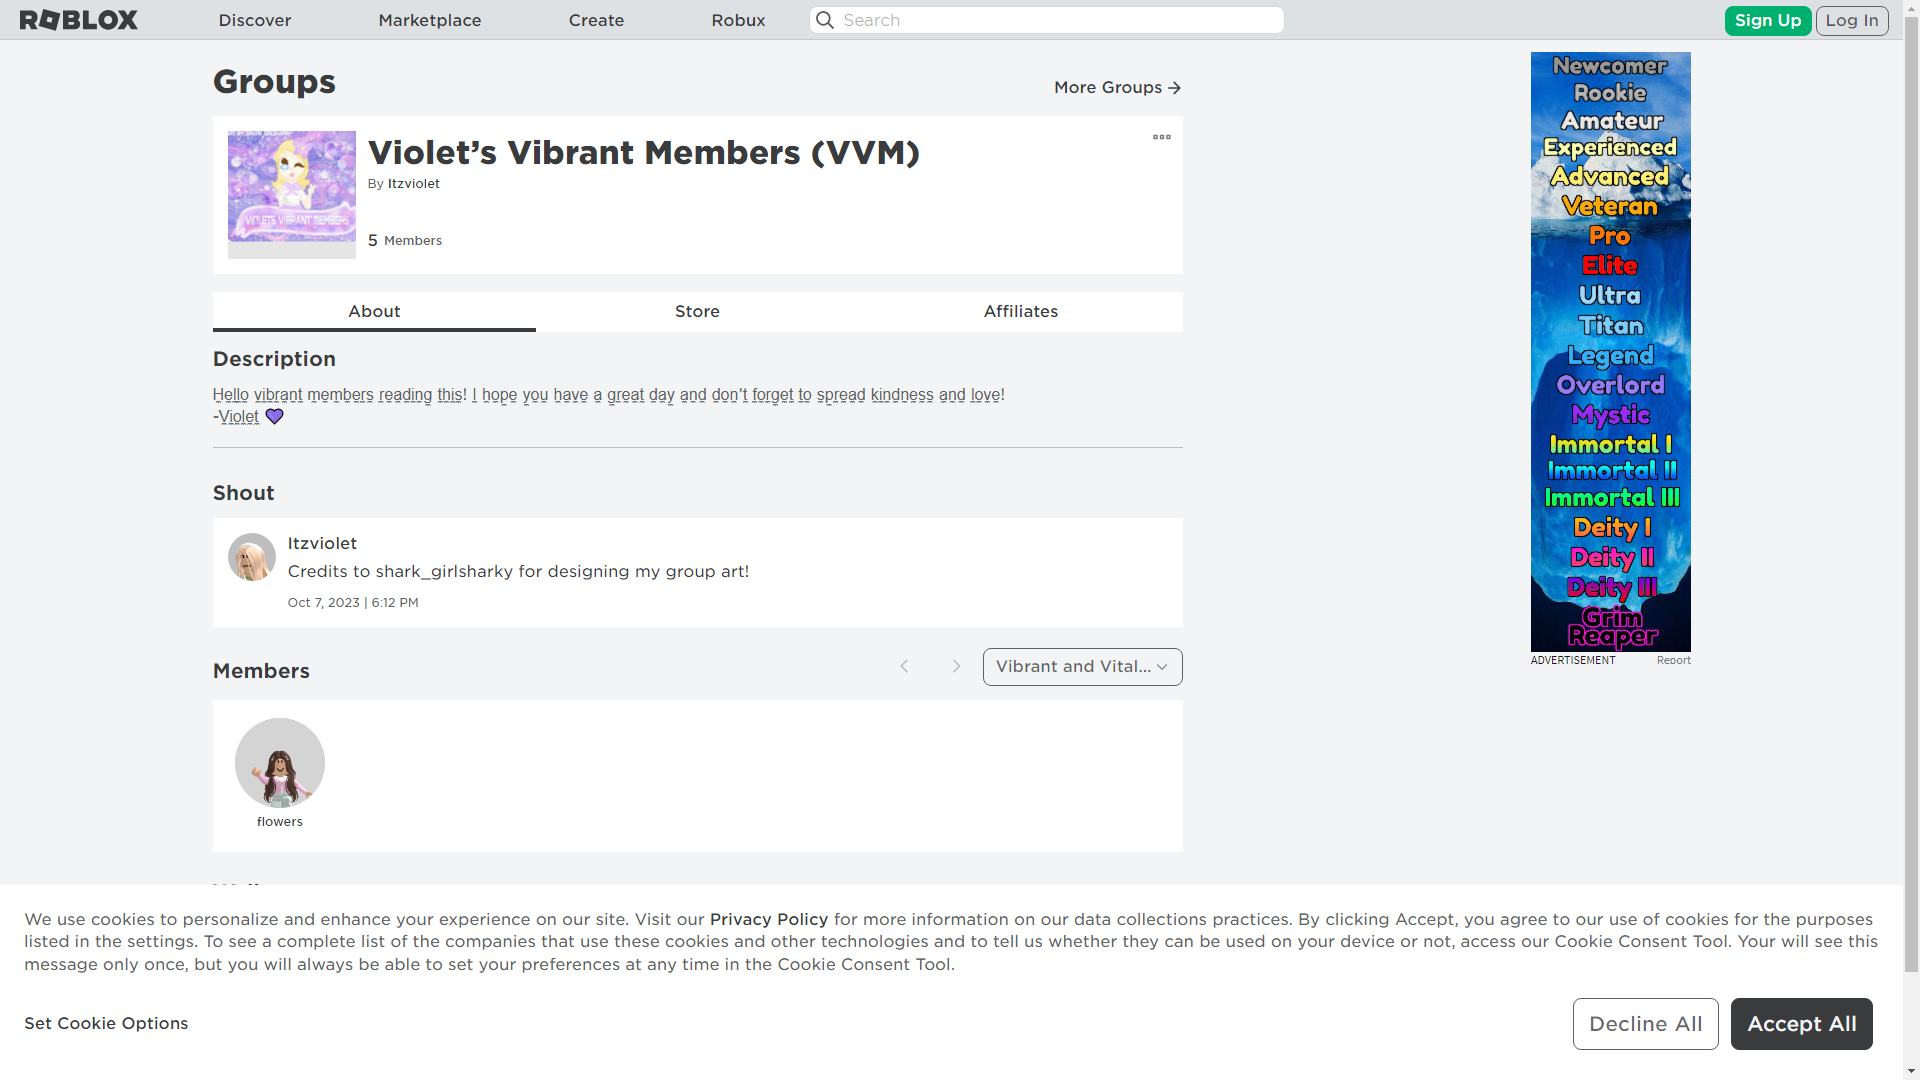 ROBLOX
Discover
Marketplace
Create
Robux
Search
Sign Up
Log In
Groups
More Groups
VIOLETS VIBRANT MEMBERS
Violet’s Vibrant Members (VVM)
By Itzviolet
5 Members
About
Store
Affiliates
Description
Hello vibrant members reading this! I hope you have a great day and don’t forget to spread kindness and love!
-Violet 💜
Shout
Itzviolet
Credits to shark_girlsharky for designing my group art!
Oct 7, 2023 | 6:12 PM
Members
Vibrant and Vital...
flowers
Newcomer
Rookie
Amateur
Experienced
Advanced
Veteran
Pro
Elite
Ultra
Titan
Legend
Overlord
Mystic
Immortal I
Immortal II
Immortal III
Deity I
Deity II
Deity III
Grim
Reaper
ADVERTISEMENT
Report
We use cookies to personalize and enhance your experience on our site. Visit our Privacy Policy for more information on our data collections practices. By clicking Accept, you agree to our use of cookies for the purposes
listed in the settings. To see a complete list of the companies that use these cookies and other technologies and to tell us whether they can be used on your device or not, access our Cookie Consent Tool. Your will see this
message only once, but you will always be able to set your preferences at any time in the Cookie Consent Tool.
Set Cookie Options
Decline All
Accept All